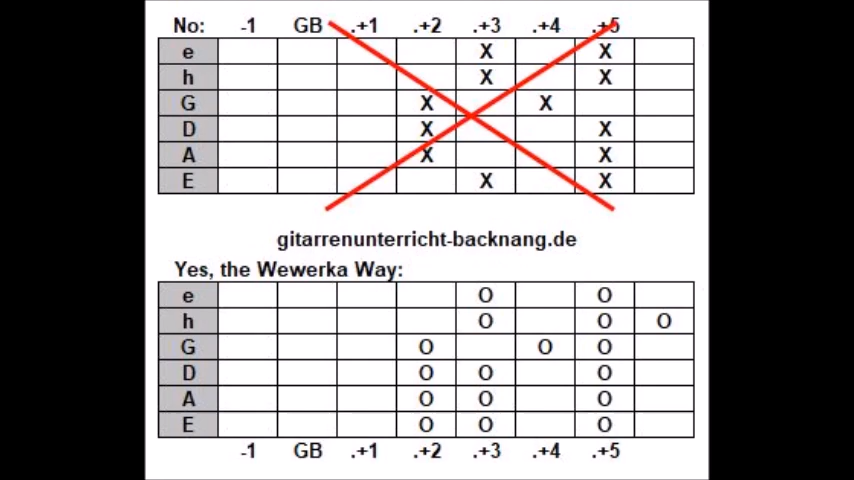 No: -1 GB .+1 .+2 .+3 .+4 .+5
e X X
h X X
G X X
D X X
A X X
E X X
gitarrenunterricht-backnang.de
Yes, the Wewerka Way:
e O O
h O O O
G O O O
D O O O
A O O O
E O O O
-1 GB .+1 .+2 .+3 .+4 .+5